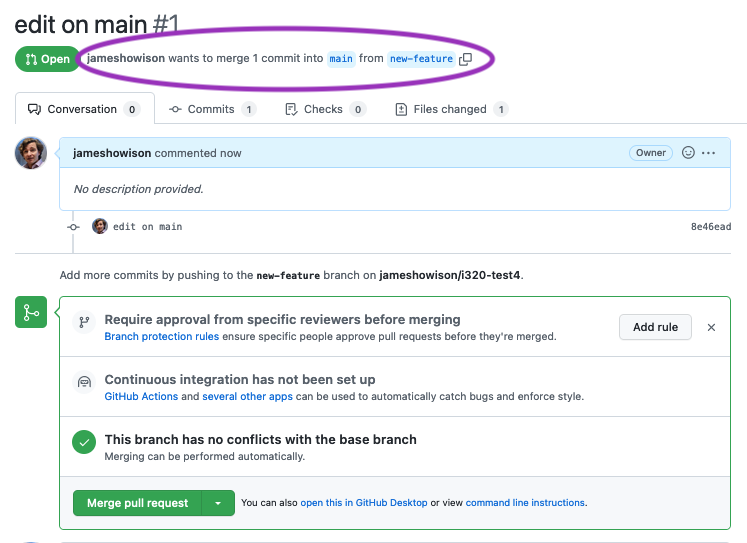 edit on main #1
Open jameshowison wants to merge 1 commit into main from new-feature
Conversation 0 Commits 1 Checks 0 Files changed 1
jameshowison commented now Owner
No description provided.
edit on main 8e46ead
Add more commits by pushing to the new-feature branch on jameshowison/i320-test4.
Require approval from specific reviewers before merging
Branch protection rules ensure specific people approve pull requests before they're merged.
Add rule
Continuous integration has not been set up
GitHub Actions and several other apps can be used to automatically catch bugs and enforce style.
This branch has no conflicts with the base branch
Merging can be performed automatically.
Merge pull request You can also open this in GitHub Desktop or view command line instructions.